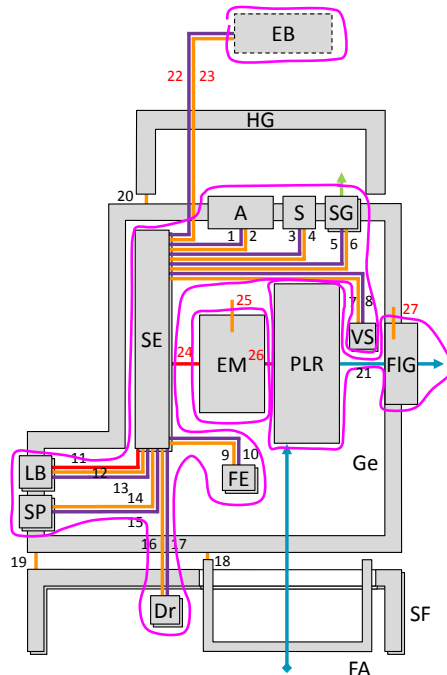 EB
22 23
HG
20
A S SG
1 2 3 4 5 6
7 8
27
25
SE
24 EM 26 PLR VS FIG
21
LB 11
12
9 10
Ge
13 FE
SP 14
15
16 17
19 18
Dr SF
FA